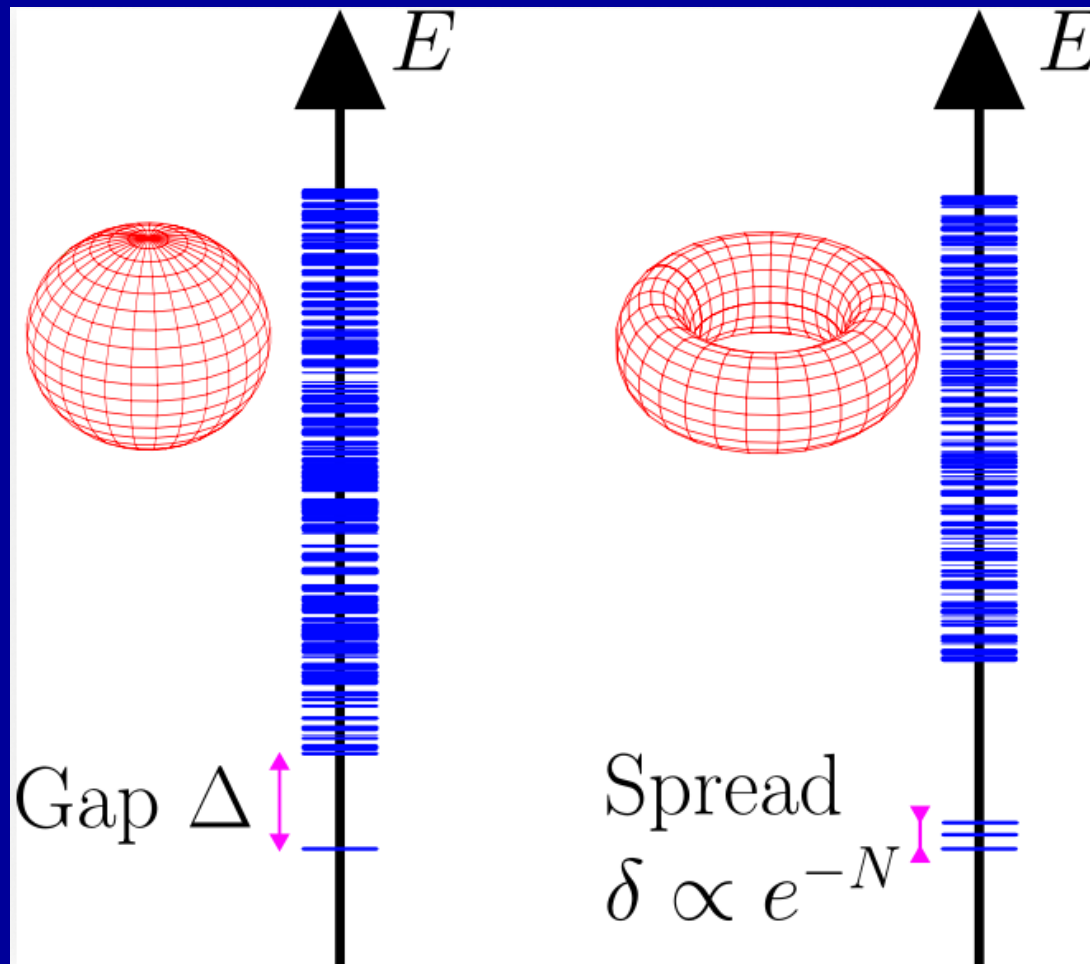 E
E
Gap Δ
Spread
δ ∝ e^{-N}